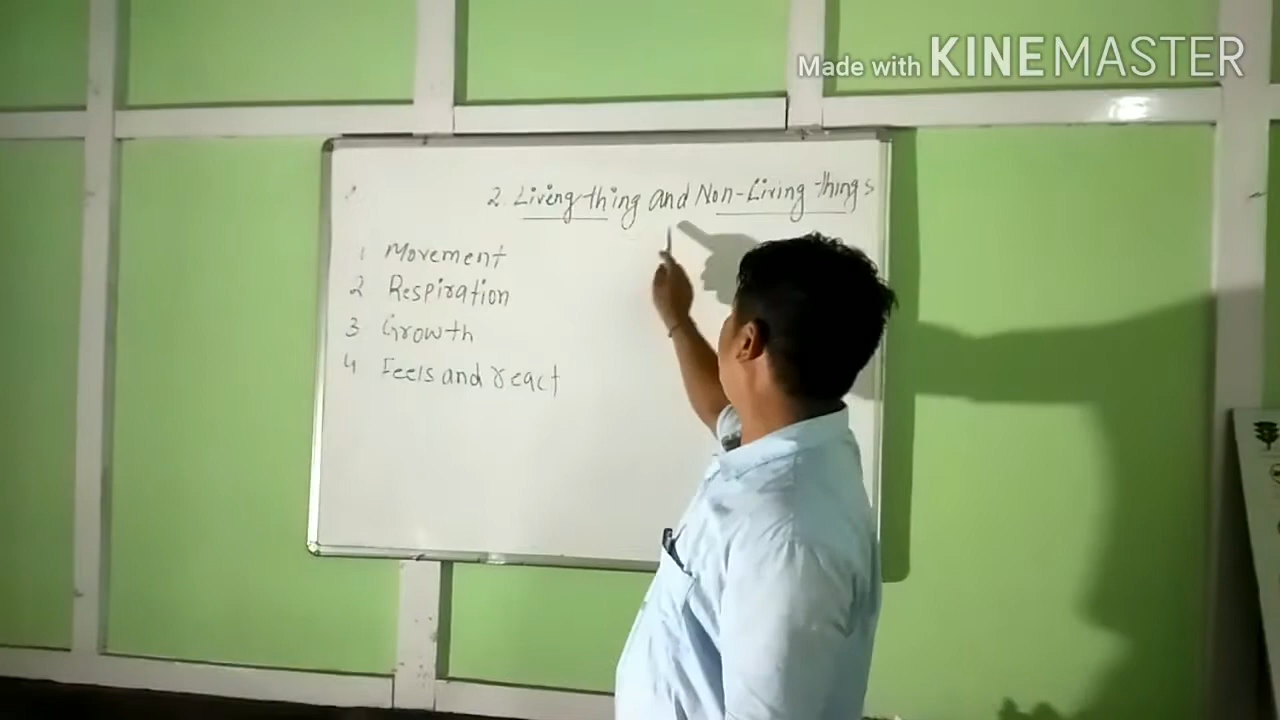 Made with KINEMASTER
2. Liveng thing and Non-Living things
1 Movement
2 Respiration
3 Growth
4 Feels and react